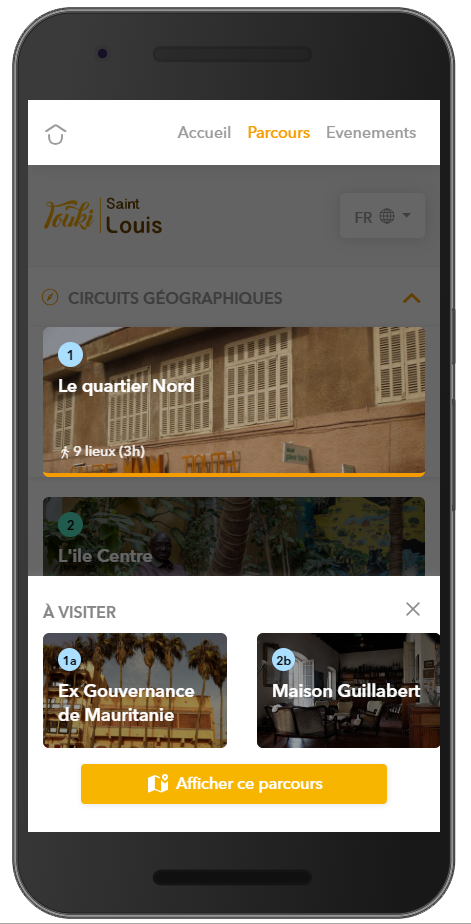 Accueil Parcours Evenements
Touki Saint
Louis
FR
CIRCUITS GÉOGRAPHIQUES
1
Le quartier Nord
9 lieux (3h)
2
L'ile Centre
À VISITER
1a
Ex Gouvernance
de Mauritanie
2b
Maison Guillabert
Afficher ce parcours